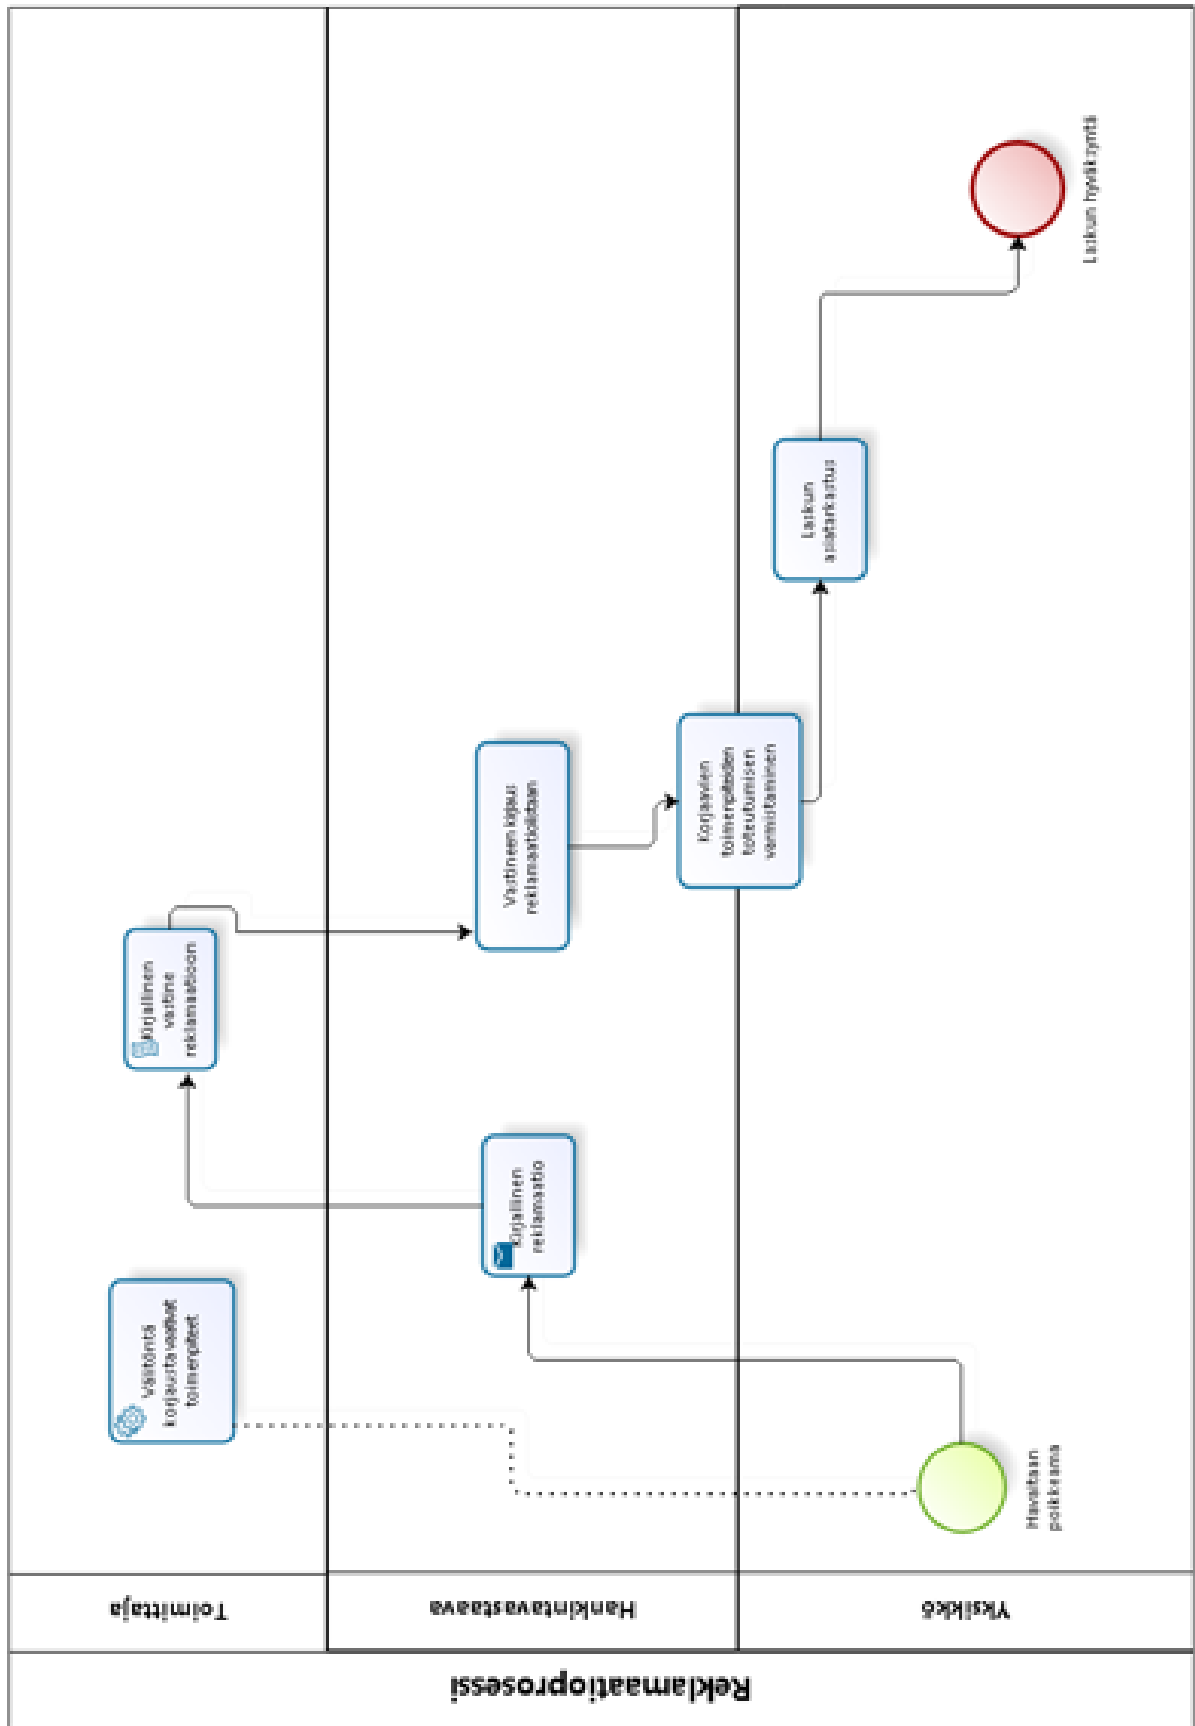 Reklamaatioprosessi
Toimittaja
Välitöntä
korjausta vaativat
toimenpiteet
Kirjallinen
vastine
reklamaatioon
Hankintavastaava
Kirjallinen
reklamaatio
Vastineen kirjaus
reklamaatiolistaan
Korjaavien
toimenpiteiden
toteutumisen
varmistaminen
Yksikkö
Havaitaan
poikkeama
Laskun
asiatarkastus
Laskun hyväksyntä